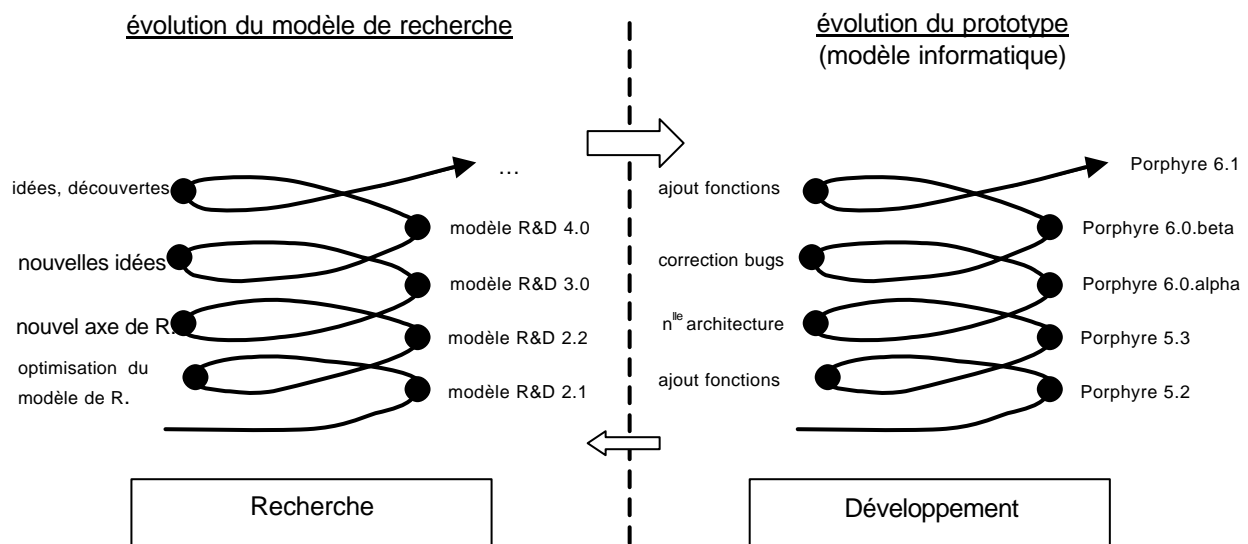 évolution du modèle de recherche
idées, découvertes
...
modèle R&D 4.0
nouvelles idées
modèle R&D 3.0
nouvel axe de R.
modèle R&D 2.2
optimisation du
modèle de R.
modèle R&D 2.1
Recherche
évolution du prototype
(modèle informatique)
Porphyre 6.1
ajout fonctions
Porphyre 6.0.beta
correction bugs
Porphyre 6.0.alpha
nlle architecture
Porphyre 5.3
ajout fonctions
Porphyre 5.2
Développement